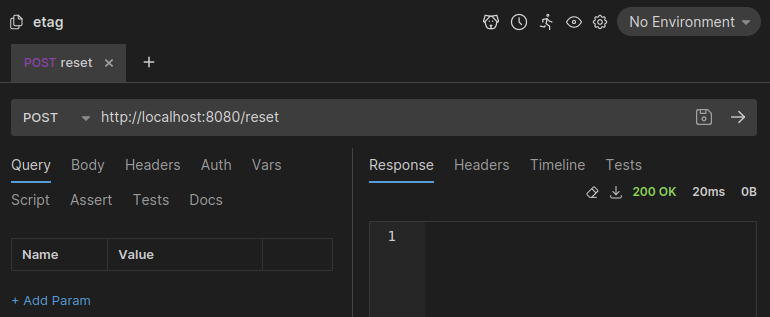 etag No Environment
POST reset × +
POST http://localhost:8080/reset
Query Body Headers Auth Vars
Script Assert Tests Docs
Name Value
+ Add Param
Response Headers Timeline Tests
200 OK 20ms 0B
1